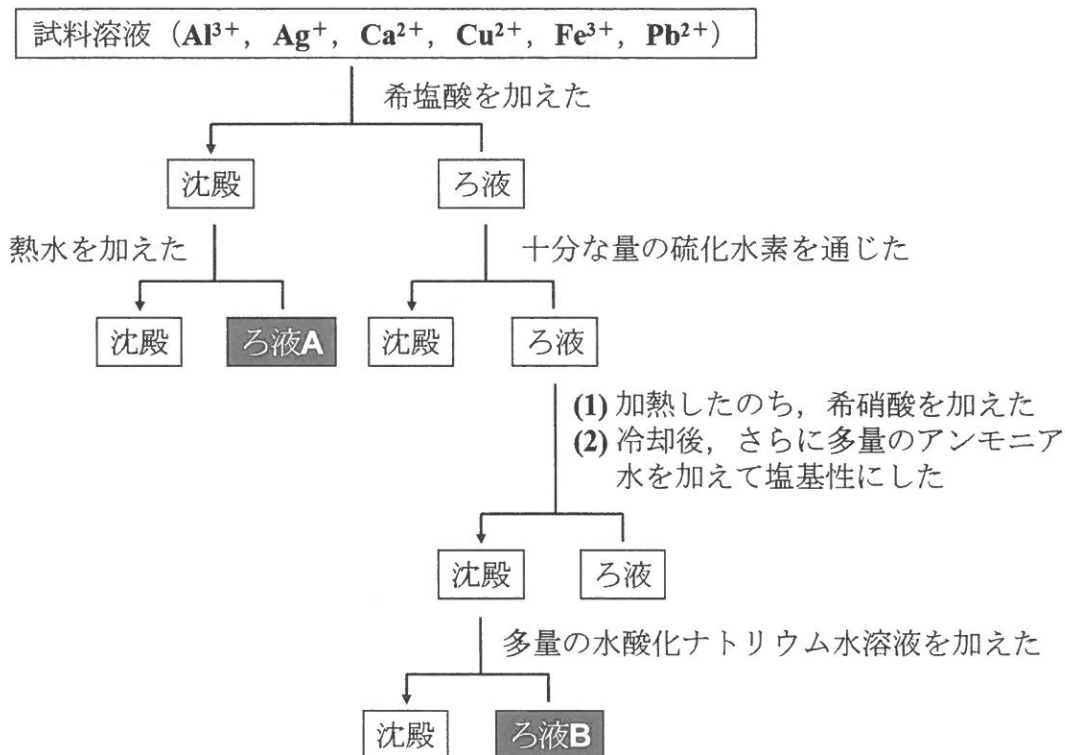 試料溶液（Al³⁺, Ag⁺, Ca²⁺, Cu²⁺, Fe³⁺, Pb²⁺）
希塩酸を加えた
沈殿 ろ液
熱水を加えた 十分な量の硫化水素を通じた
沈殿 ろ液A 沈殿 ろ液
(1) 加熱したのち，希硝酸を加えた
(2) 冷却後，さらに多量のアンモニア
水を加えて塩基性にした
沈殿 ろ液
多量の水酸化ナトリウム水溶液を加えた
沈殿 ろ液B